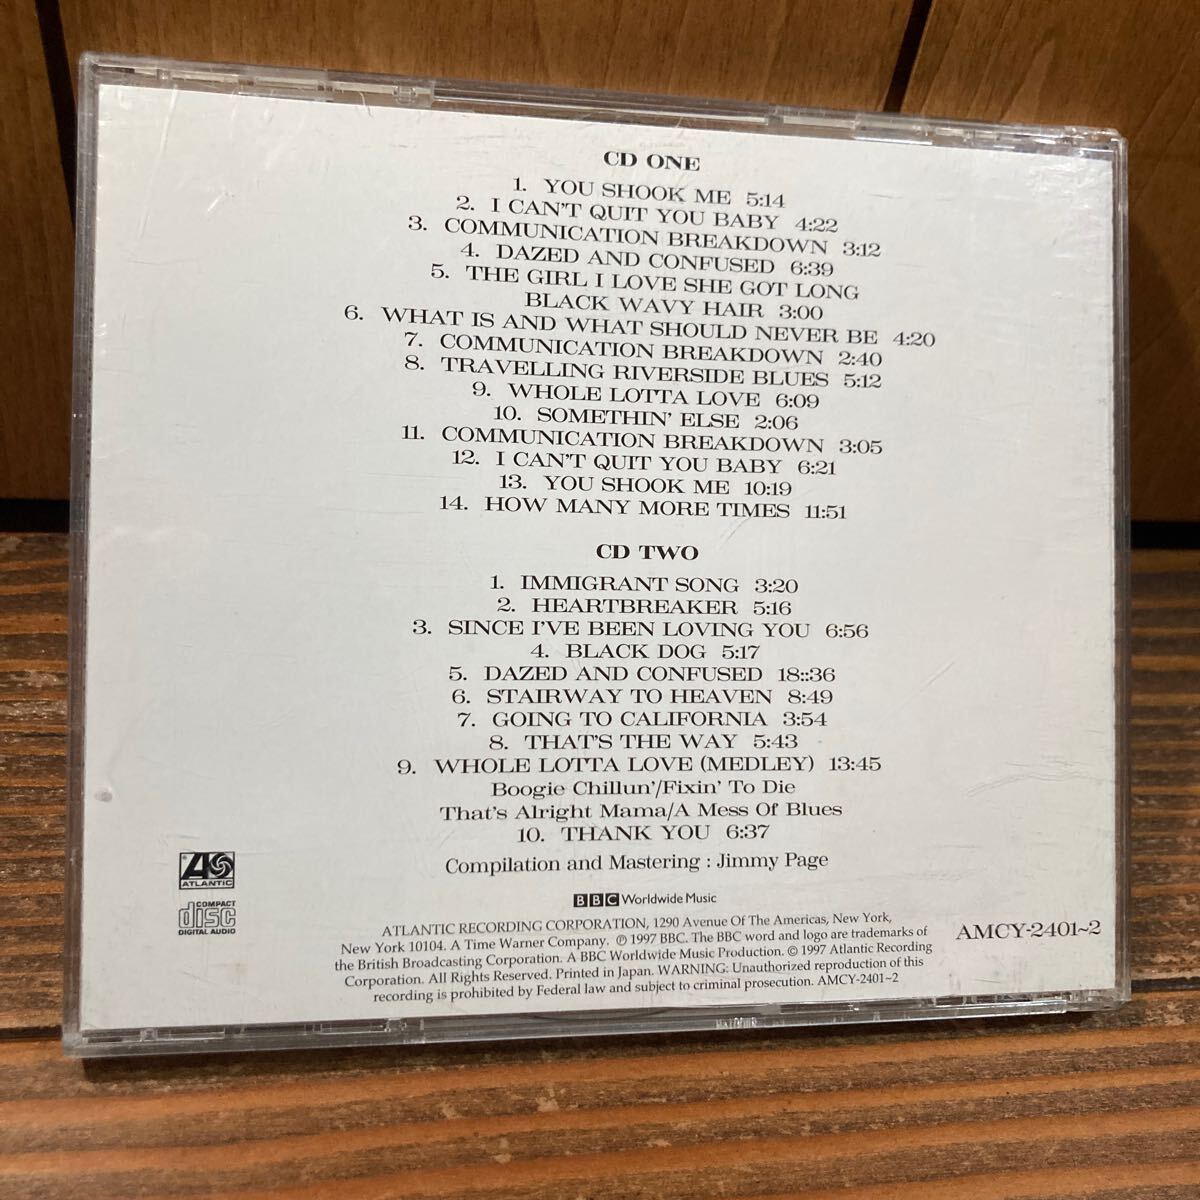 CD ONE
1. YOU SHOOK ME 5:14
2. I CAN'T QUIT YOU BABY 4:22
3. COMMUNICATION BREAKDOWN 3:12
4. DAZED AND CONFUSED 6:39
5. THE GIRL I LOVE SHE GOT LONG
BLACK WAVY HAIR 3:00
6. WHAT IS AND WHAT SHOULD NEVER BE 4:20
7. COMMUNICATION BREAKDOWN 2:40
8. TRAVELLING RIVERSIDE BLUES 5:12
9. WHOLE LOTTA LOVE 6:09
10. SOMETHIN' ELSE 2:06
11. COMMUNICATION BREAKDOWN 3:05
12. I CAN'T QUIT YOU BABY 6:21
13. YOU SHOOK ME 10:19
14. HOW MANY MORE TIMES 11:51
CD TWO
1. IMMIGRANT SONG 3:20
2. HEARTBREAKER 5:16
3. SINCE I'VE BEEN LOVING YOU 6:56
4. BLACK DOG 5:17
5. DAZED AND CONFUSED 18::36
6. STAIRWAY TO HEAVEN 8:49
7. GOING TO CALIFORNIA 3:54
8. THAT'S THE WAY 5:43
9. WHOLE LOTTA LOVE (MEDLEY) 13:45
Boogie Chillun'/Fixin' To Die
That's Alright Mama/A Mess Of Blues
10. THANK YOU 6:37
Compilation and Mastering : Jimmy Page
ATLANTIC
COMPACT
disc
DIGITAL AUDIO
BBC Worldwide Music
ATLANTIC RECORDING CORPORATION, 1290 Avenue Of The Americas, New York,
New York 10104. A Time Warner Company. ℗ 1997 BBC. The BBC word and logo are trademarks of
the British Broadcasting Corporation. A BBC Worldwide Music Production. © 1997 Atlantic Recording
Corporation. All Rights Reserved. Printed in Japan. WARNING: Unauthorized reproduction of this
recording is prohibited by Federal law and subject to criminal prosecution. AMCY-2401~2
AMCY-2401~2